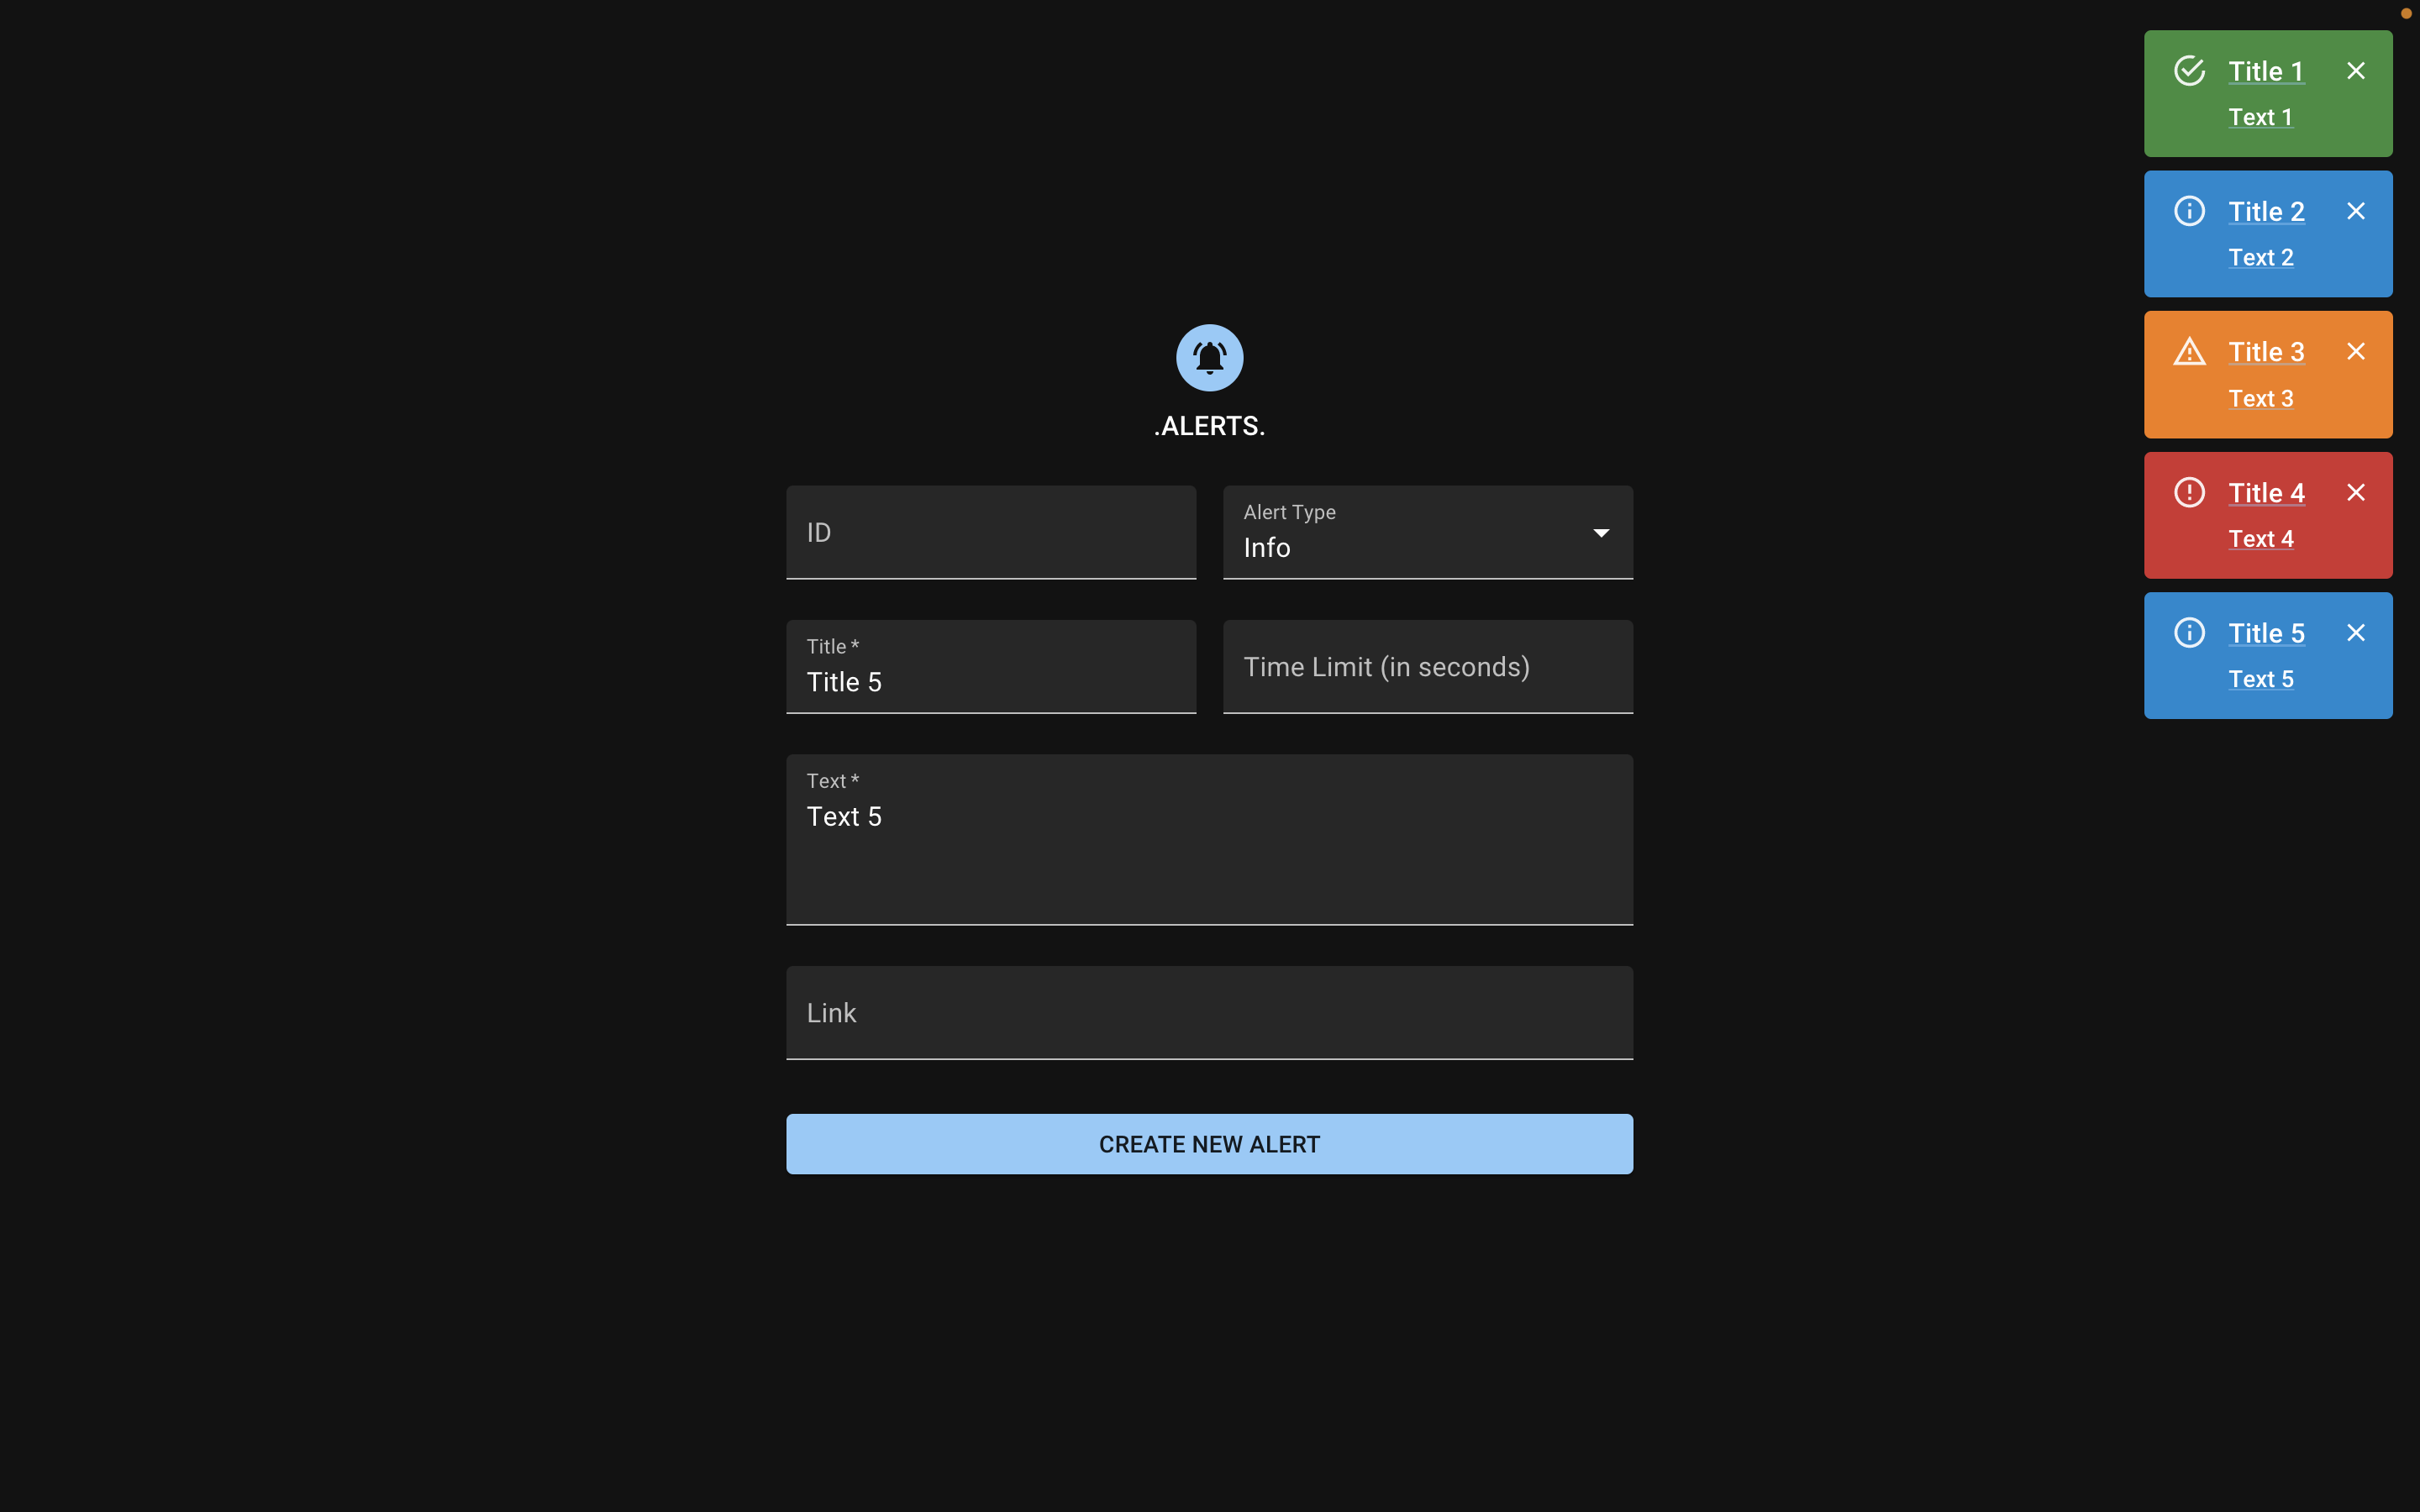 .ALERTS.
ID
Alert Type
Info
Title *
Title 5
Time Limit (in seconds)
Text *
Text 5
Link
CREATE NEW ALERT
Title 1
Text 1
Title 2
Text 2
Title 3
Text 3
Title 4
Text 4
Title 5
Text 5